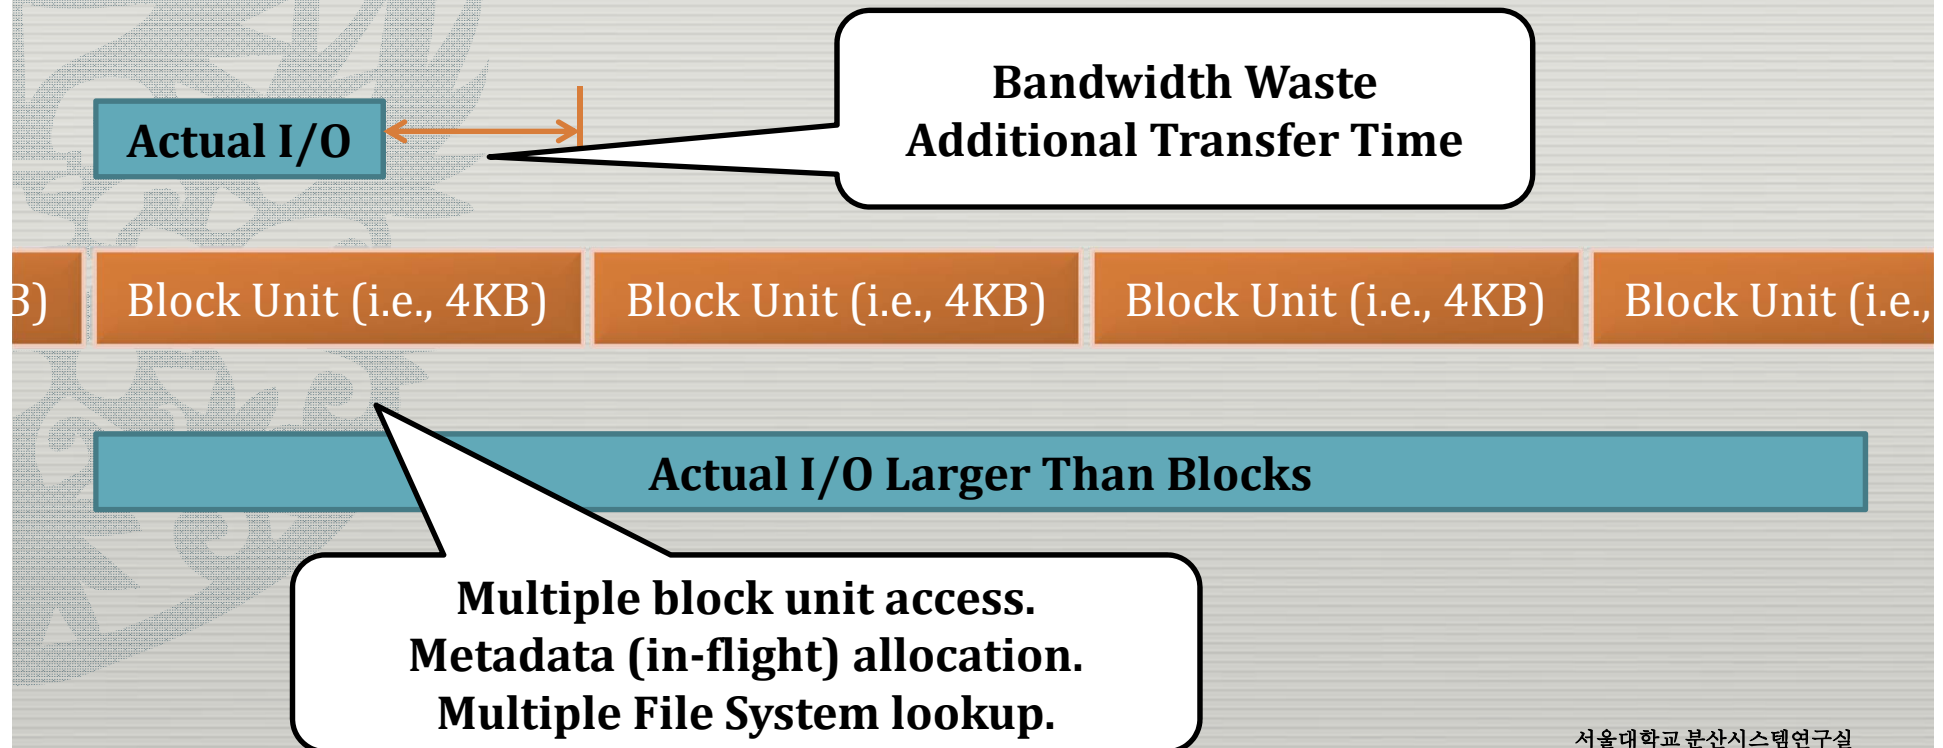 Bandwidth Waste
Additional Transfer Time
Actual I/O
B)
Block Unit (i.e., 4KB)
Block Unit (i.e., 4KB)
Block Unit (i.e., 4KB)
Block Unit (i.e.,
Actual I/O Larger Than Blocks
Multiple block unit access.
Metadata (in-flight) allocation.
Multiple File System lookup.
서울대학교 분산시스템연구실